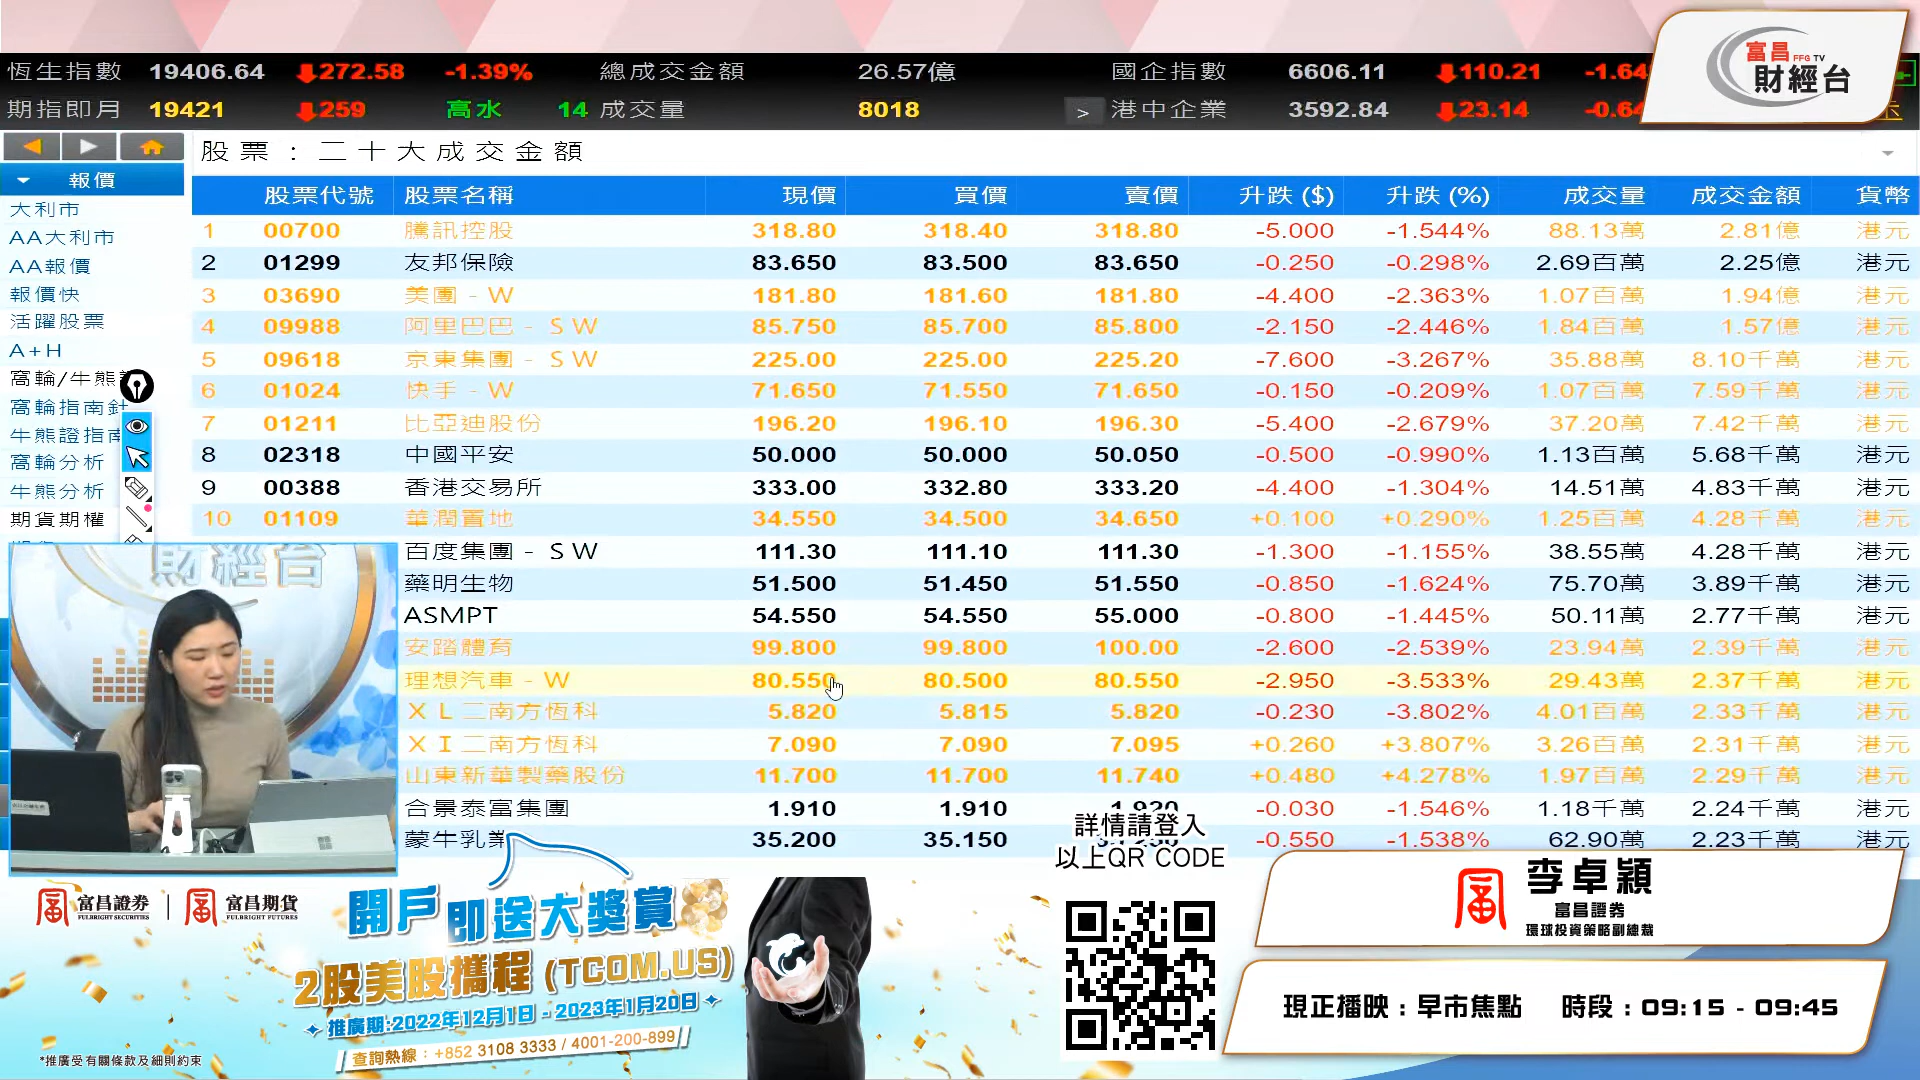 恆生指數 19406.64 272.58 -1.39% 總成交金額 26.57億 國企指數 6606.11 110.21 -1.64
期指即月 19421 259 高水 14 成交量 8018 > 港中企業 3592.84 23.14 -0.64
富昌 FFG TV
財經台
報價
大利市
AA大利市
AA報價
報價快
活躍股票
A+H
窩輪/牛熊
窩輪指南針
牛熊證指南
窩輪分析
牛熊分析
期貨期權
股票：二十大成交金額
股票代號 股票名稱 現價 買價 賣價 升跌 ($) 升跌 (%) 成交量 成交金額 貨幣
1 00700 騰訊控股 318.80 318.40 318.80 -5.000 -1.544% 88.13萬 2.81億 港元
2 01299 友邦保險 83.650 83.500 83.650 -0.250 -0.298% 2.69百萬 2.25億 港元
3 03690 美團－W 181.80 181.60 181.80 -4.400 -2.363% 1.07百萬 1.94億 港元
4 09988 阿里巴巴－ＳＷ 85.750 85.700 85.800 -2.150 -2.446% 1.84百萬 1.57億 港元
5 09618 京東集團－ＳＷ 225.00 225.00 225.20 -7.600 -3.267% 35.88萬 8.10千萬 港元
6 01024 快手－W 71.650 71.550 71.650 -0.150 -0.209% 1.07百萬 7.59千萬 港元
7 01211 比亞迪股份 196.20 196.10 196.30 -5.400 -2.679% 37.20萬 7.42千萬 港元
8 02318 中國平安 50.000 50.000 50.050 -0.500 -0.990% 1.13百萬 5.68千萬 港元
9 00388 香港交易所 333.00 332.80 333.20 -4.400 -1.304% 14.51萬 4.83千萬 港元
10 01109 華潤置地 34.550 34.500 34.650 +0.100 +0.290% 1.25百萬 4.28千萬 港元
百度集團－ＳＷ 111.30 111.10 111.30 -1.300 -1.155% 38.55萬 4.28千萬 港元
藥明生物 51.500 51.450 51.550 -0.850 -1.624% 75.70萬 3.89千萬 港元
ASMPT 54.550 54.550 55.000 -0.800 -1.445% 50.11萬 2.77千萬 港元
安踏體育 99.800 99.800 100.00 -2.600 -2.539% 23.94萬 2.39千萬 港元
理想汽車－W 80.550 80.500 80.550 -2.950 -3.533% 29.43萬 2.37千萬 港元
ＸＬ二南方恆科 5.820 5.815 5.820 -0.230 -3.802% 4.01百萬 2.33千萬 港元
ＸＩ二南方恆科 7.090 7.090 7.095 +0.260 +3.807% 3.26百萬 2.31千萬 港元
山東新華製藥股份 11.700 11.700 11.740 +0.480 +4.278% 1.97百萬 2.29千萬 港元
合景泰富集團 1.910 1.910 1.920 -0.030 -1.546% 1.18千萬 2.24千萬 港元
蒙牛乳業 35.200 35.150 -0.550 -1.538% 62.90萬 2.23千萬 港元
財經台
詳情請登入
以上QR CODE
富昌證券 FULBRIGHT SECURITIES | 富昌期貨 FULBRIGHT FUTURES
開戶即送大獎賞
2股美股攜程 (TCOM.US)
推廣期:2022年12月1日 - 2023年1月20日
查詢熱線：+852 3108 3333 / 4001-200-899
*推廣受有關條款及細則約束
李卓穎
富昌證券
環球投資策略副總裁
現正播映：早市焦點 時段：09:15 - 09:45